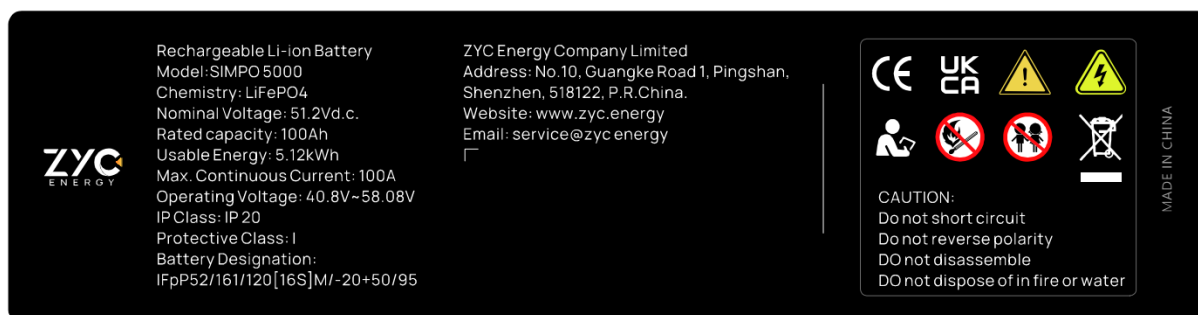 ZYC
ENERGY
Rechargeable Li-ion Battery
Model:SIMPO 5000
Chemistry: LiFePO4
Nominal Voltage: 51.2Vd.c.
Rated capacity: 100Ah
Usable Energy: 5.12kWh
Max. Continuous Current: 100A
Operating Voltage: 40.8V~58.08V
IP Class: IP 20
Protective Class: I
Battery Designation:
IFpP52/161/120[16S]M/-20+50/95
ZYC Energy Company Limited
Address: No.10, Guangke Road 1, Pingshan,
Shenzhen, 518122, P.R.China.
Website: www.zyc.energy
Email: service@zyc energy
CE
UK
CA
CAUTION:
Do not short circuit
Do not reverse polarity
DO not disassemble
DO not dispose of in fire or water
MADE IN CHINA